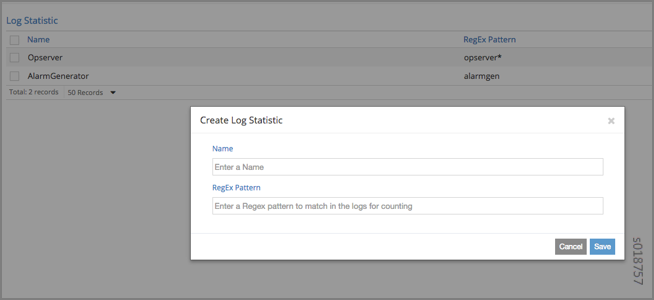 Log Statistic
Name RegEx Pattern
Opserver opserver*
AlarmGenerator alarmgen
Total: 2 records 50 Records
Create Log Statistic
Name
Enter a Name
RegEx Pattern
Enter a Regex pattern to match in the logs for counting
Cancel Save
s018757